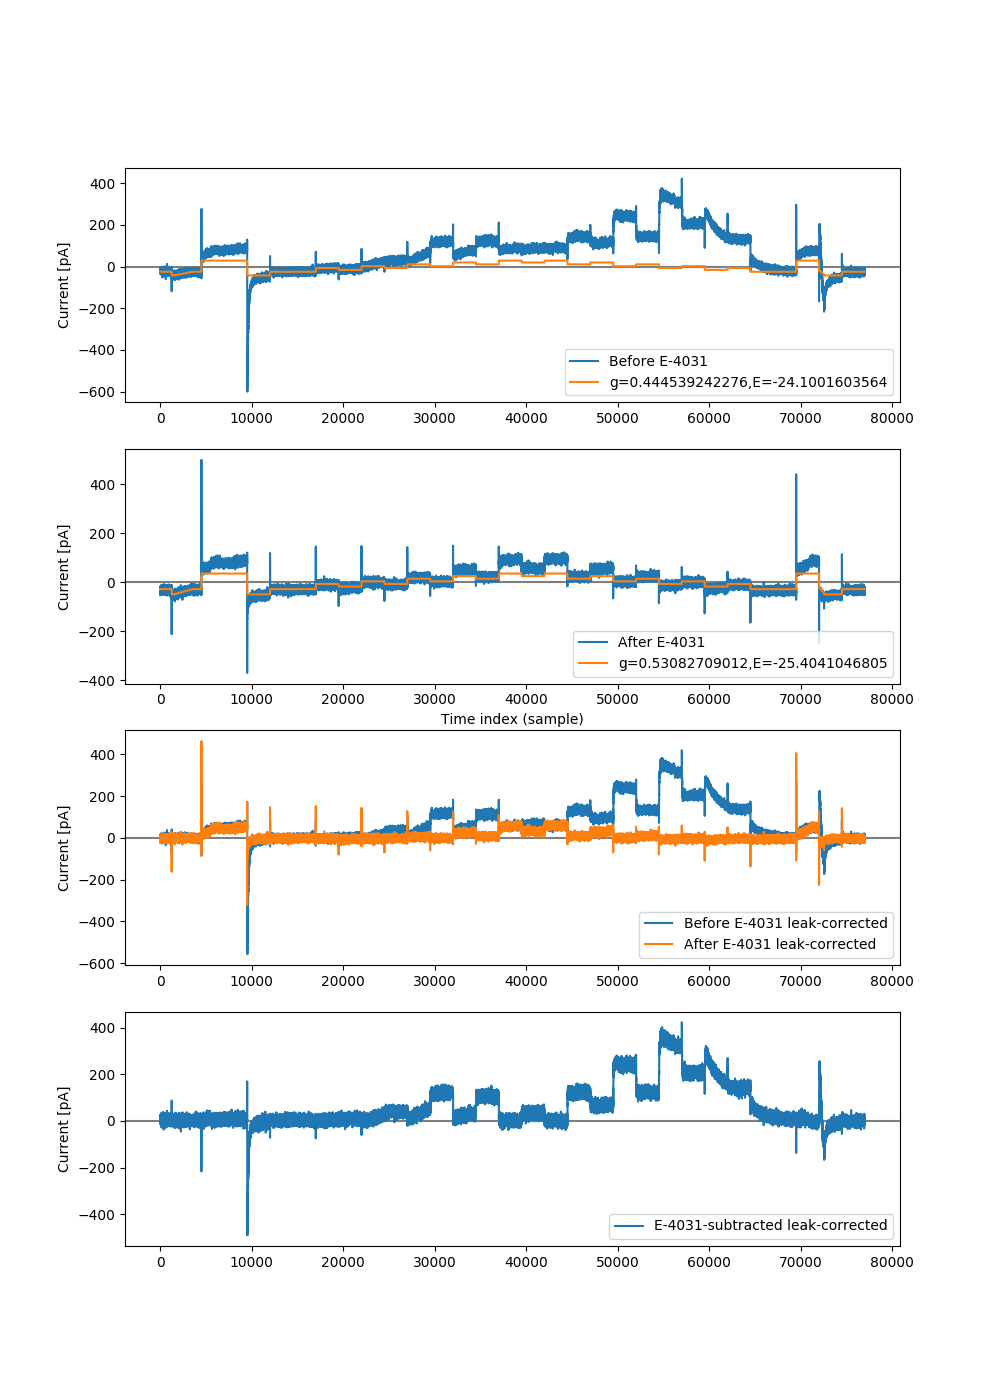 400
200
0
−200
−400
−600
Current [pA]
Before E-4031
g=0.444539242276,E=-24.1001603564
0 10000 20000 30000 40000 50000 60000 70000 80000
400
200
0
−200
−400
Current [pA]
After E-4031
g=0.53082709012,E=-25.4041046805
0 10000 20000 30000 40000 50000 60000 70000 80000
Time index (sample)
400
200
0
−200
−400
−600
Current [pA]
Before E-4031 leak-corrected
After E-4031 leak-corrected
0 10000 20000 30000 40000 50000 60000 70000 80000
400
200
0
−200
−400
Current [pA]
E-4031-subtracted leak-corrected
0 10000 20000 30000 40000 50000 60000 70000 80000